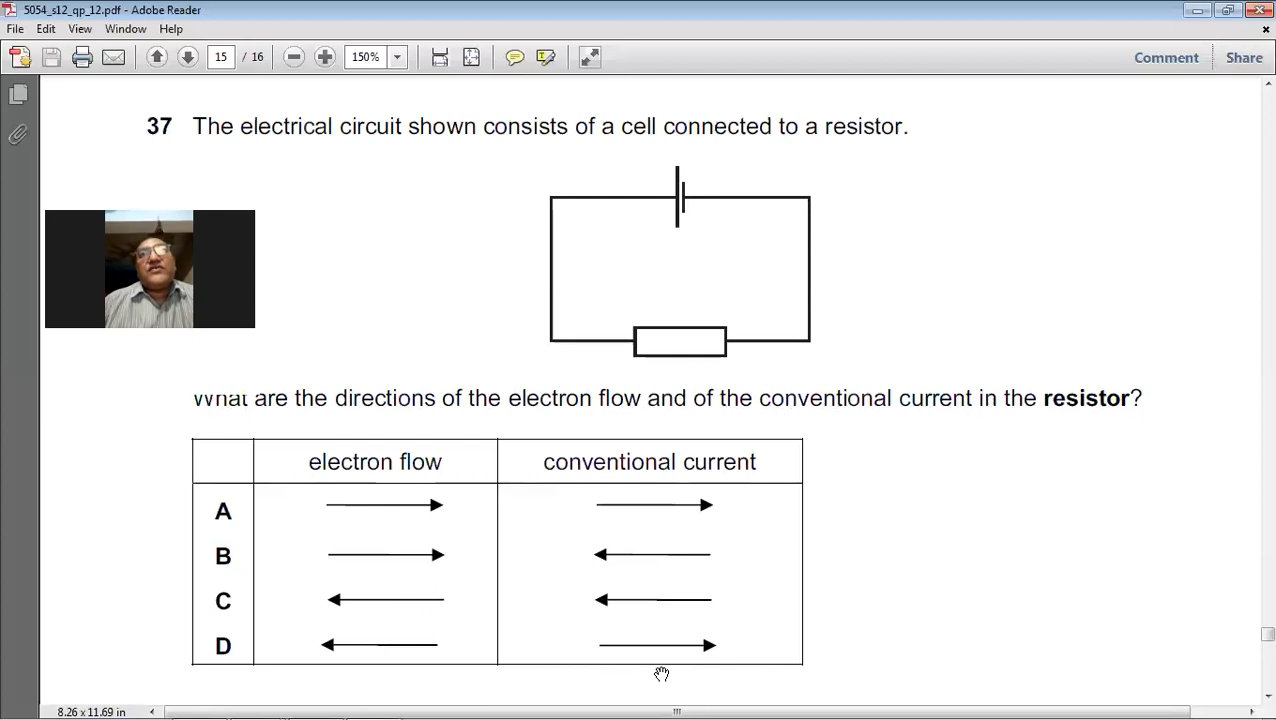 5054_s12_qp_12.pdf - Adobe Reader
File Edit View Window Help
15 / 16 150% Comment Share
37 The electrical circuit shown consists of a cell connected to a resistor.
What are the directions of the electron flow and of the conventional current in the resistor?
electron flow conventional current
A
B
C
D
8.26 x 11.69 in